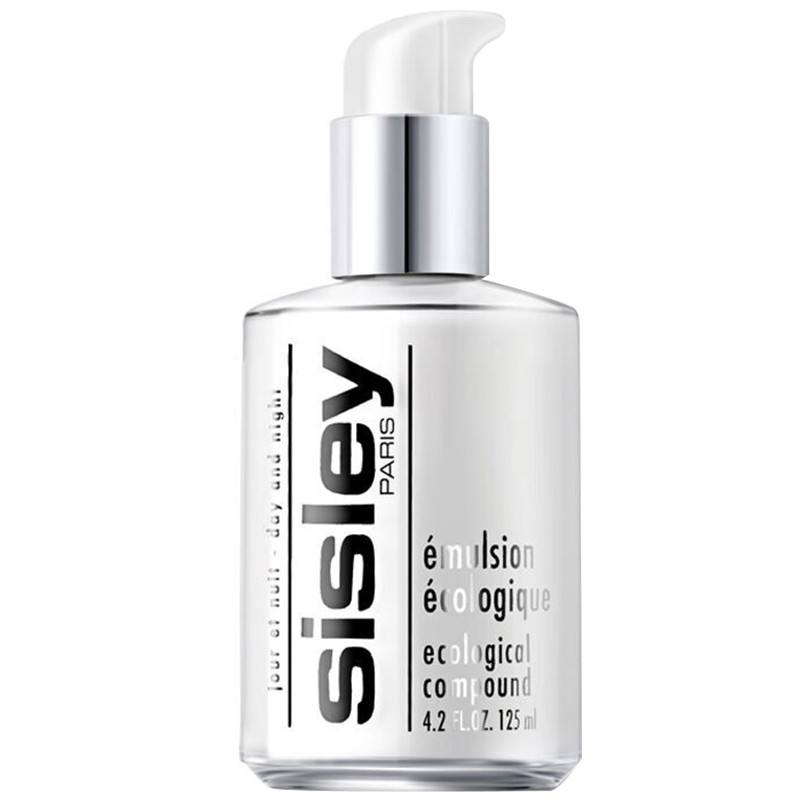 jour et nuit - day and night
sisley
PARIS
émulsion
écologique
ecological
compound
4.2 FL.OZ. 125 ml